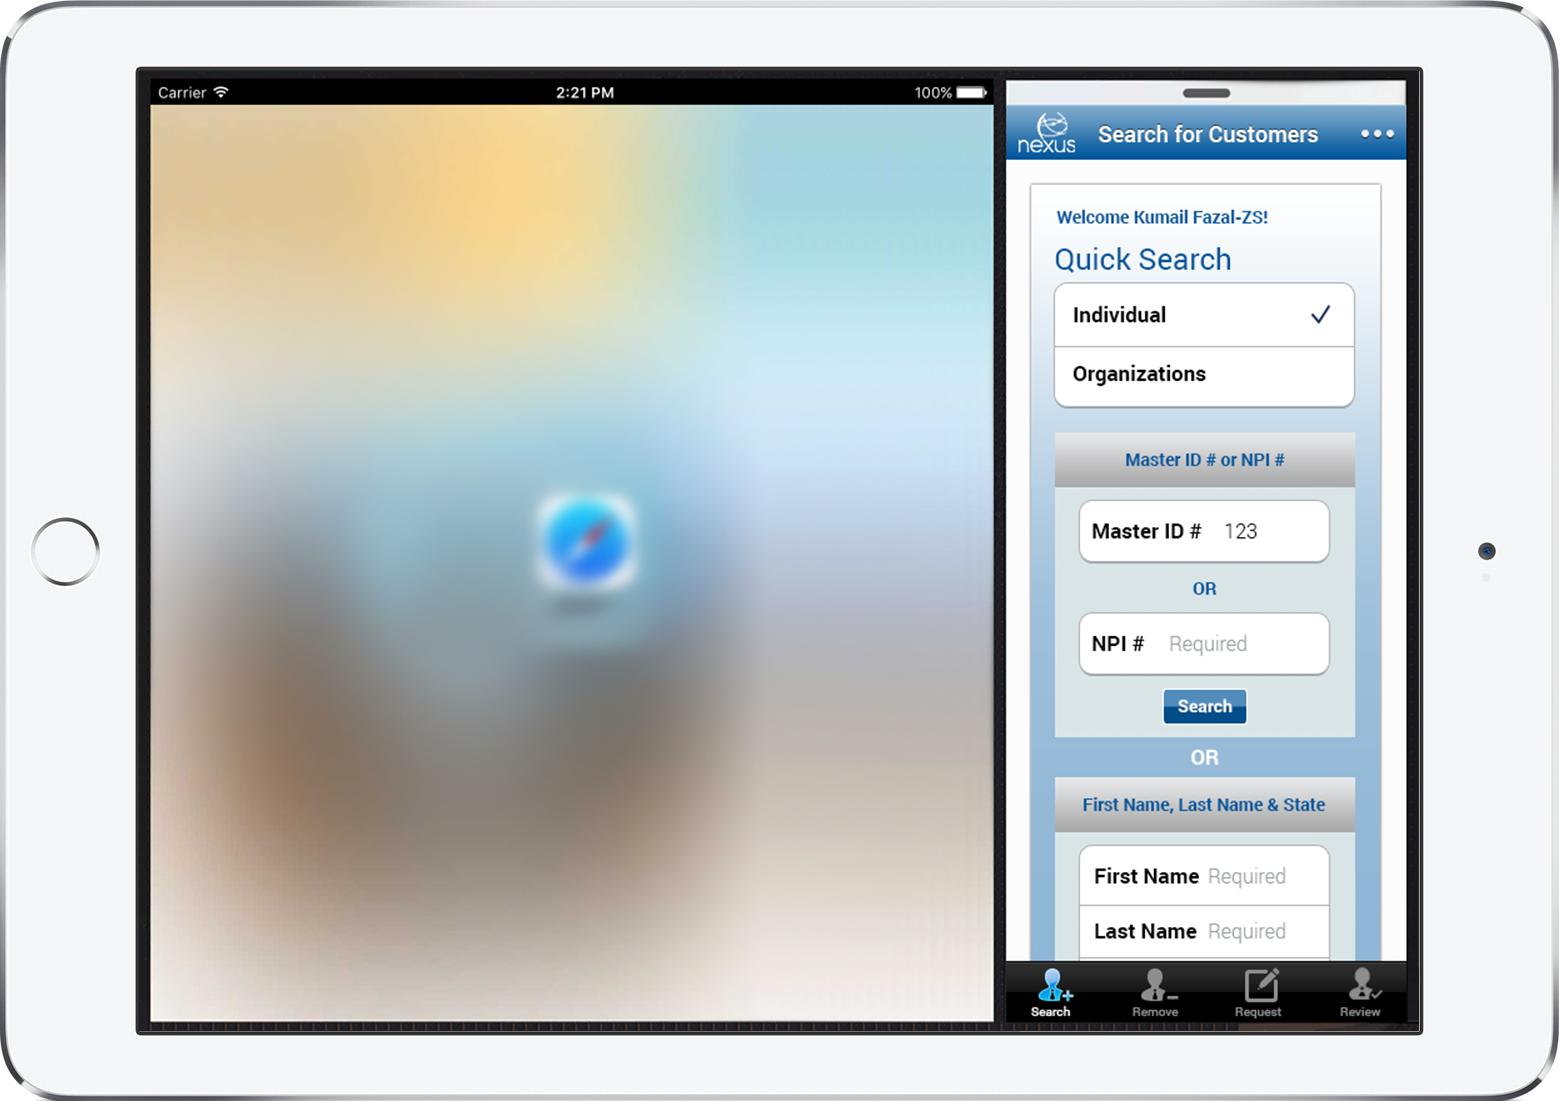 Carrier
2:21 PM
100%
nexus
Search for Customers
Welcome Kumail Fazal-ZS!
Quick Search
Individual
Organizations
Master ID # or NPI #
Master ID # 123
OR
NPI # Required
Search
OR
First Name, Last Name & State
First Name Required
Last Name Required
Search
Remove
Request
Review